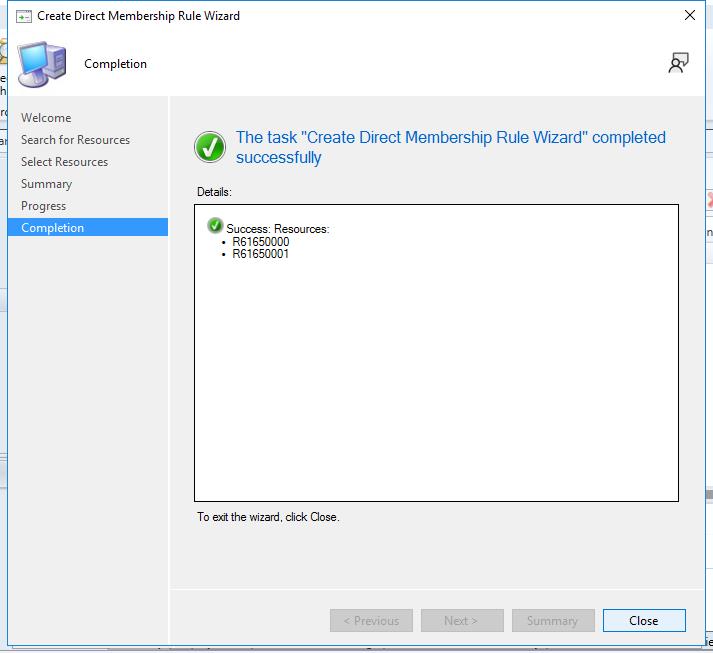 Create Direct Membership Rule Wizard
Completion
Welcome
Search for Resources
Select Resources
Summary
Progress
Completion
The task "Create Direct Membership Rule Wizard" completed
successfully
Details:
Success: Resources:
• R61650000
• R61650001
To exit the wizard, click Close.
< Previous
Next >
Summary
Close